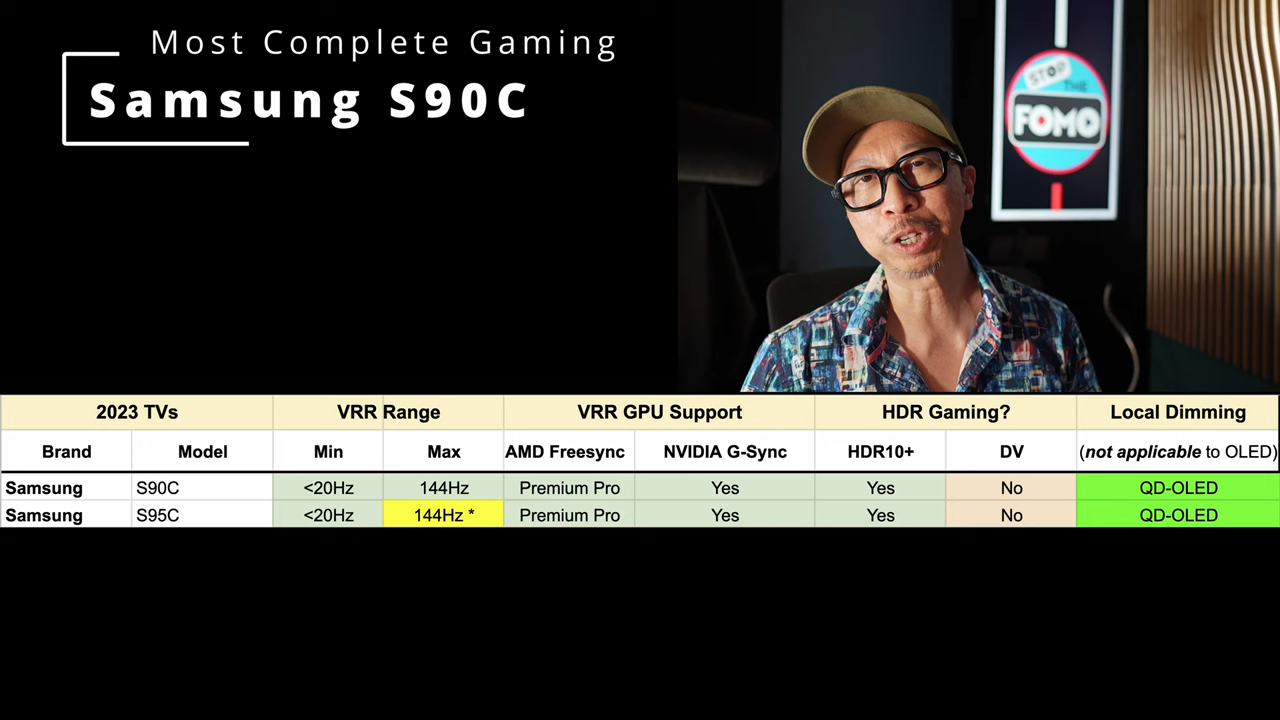 Most Complete Gaming
Samsung S90C
STOP
THE
FOMO
2023 TVs VRR Range VRR GPU Support HDR Gaming? Local Dimming
Brand Model Min Max AMD Freesync NVIDIA G-Sync HDR10+ DV (not applicable to OLED)
Samsung S90C <20Hz 144Hz Premium Pro Yes Yes No QD-OLED
Samsung S95C <20Hz 144Hz * Premium Pro Yes Yes No QD-OLED